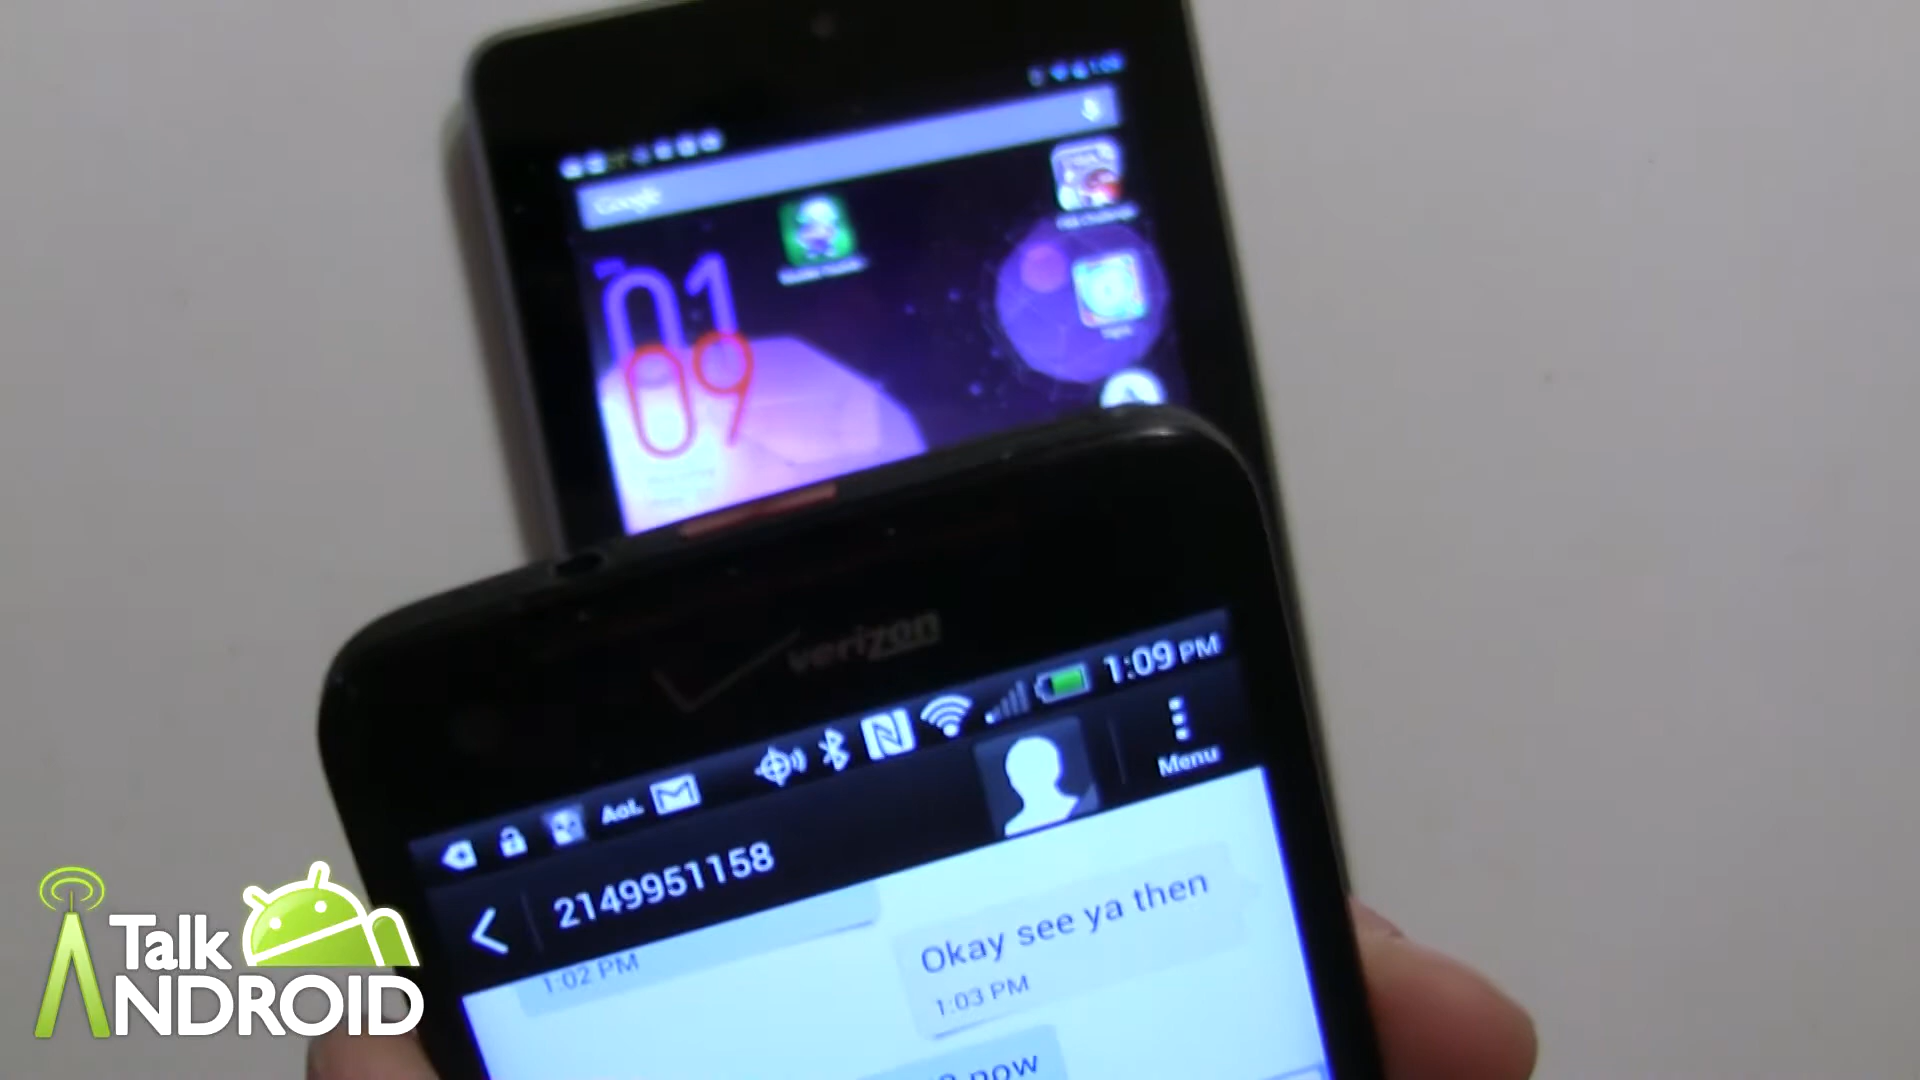 Google
01
09
verizon
1:09 PM
AOL
Menu
2149951158
1:02 PM
Okay see ya then
1:03 PM
now
Talk
ANDROID